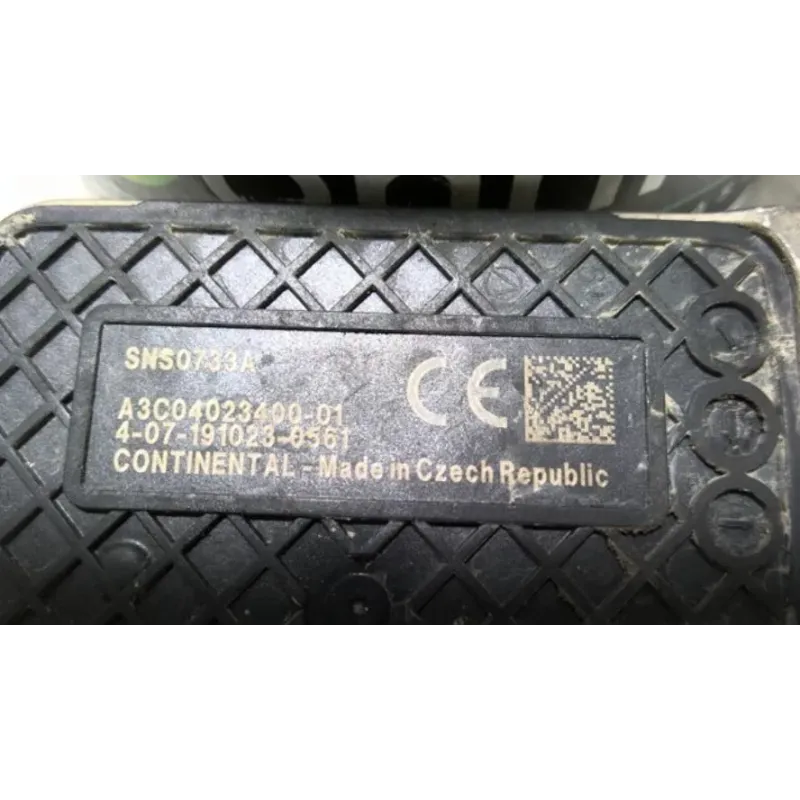 SNS0733A
A3C04023400-01
4-07-191023-0561
CONTINENTAL - Made in Czech Republic
CE